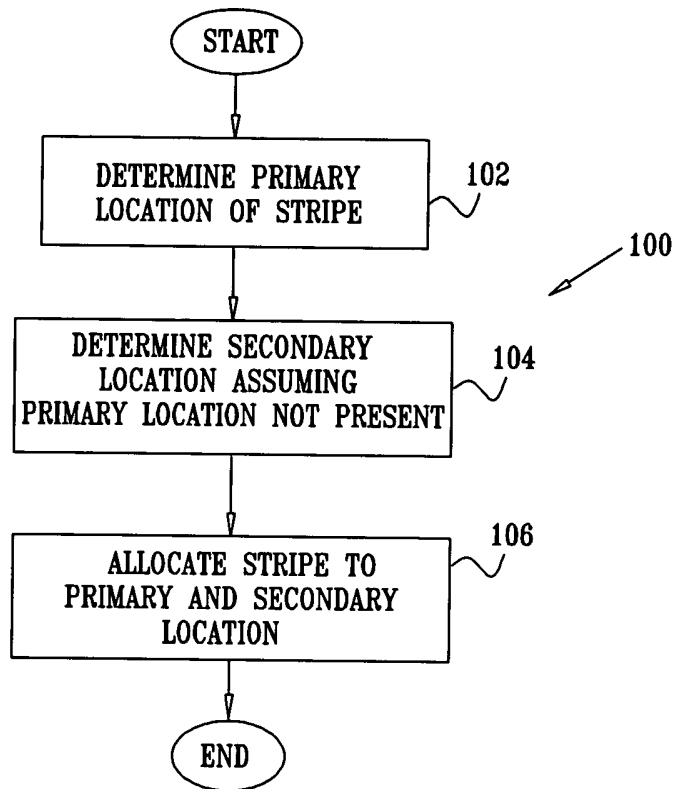 START
DETERMINE PRIMARY
LOCATION OF STRIPE
102
100
DETERMINE SECONDARY
LOCATION ASSUMING
PRIMARY LOCATION NOT PRESENT
104
106
ALLOCATE STRIPE TO
PRIMARY AND SECONDARY
LOCATION
END